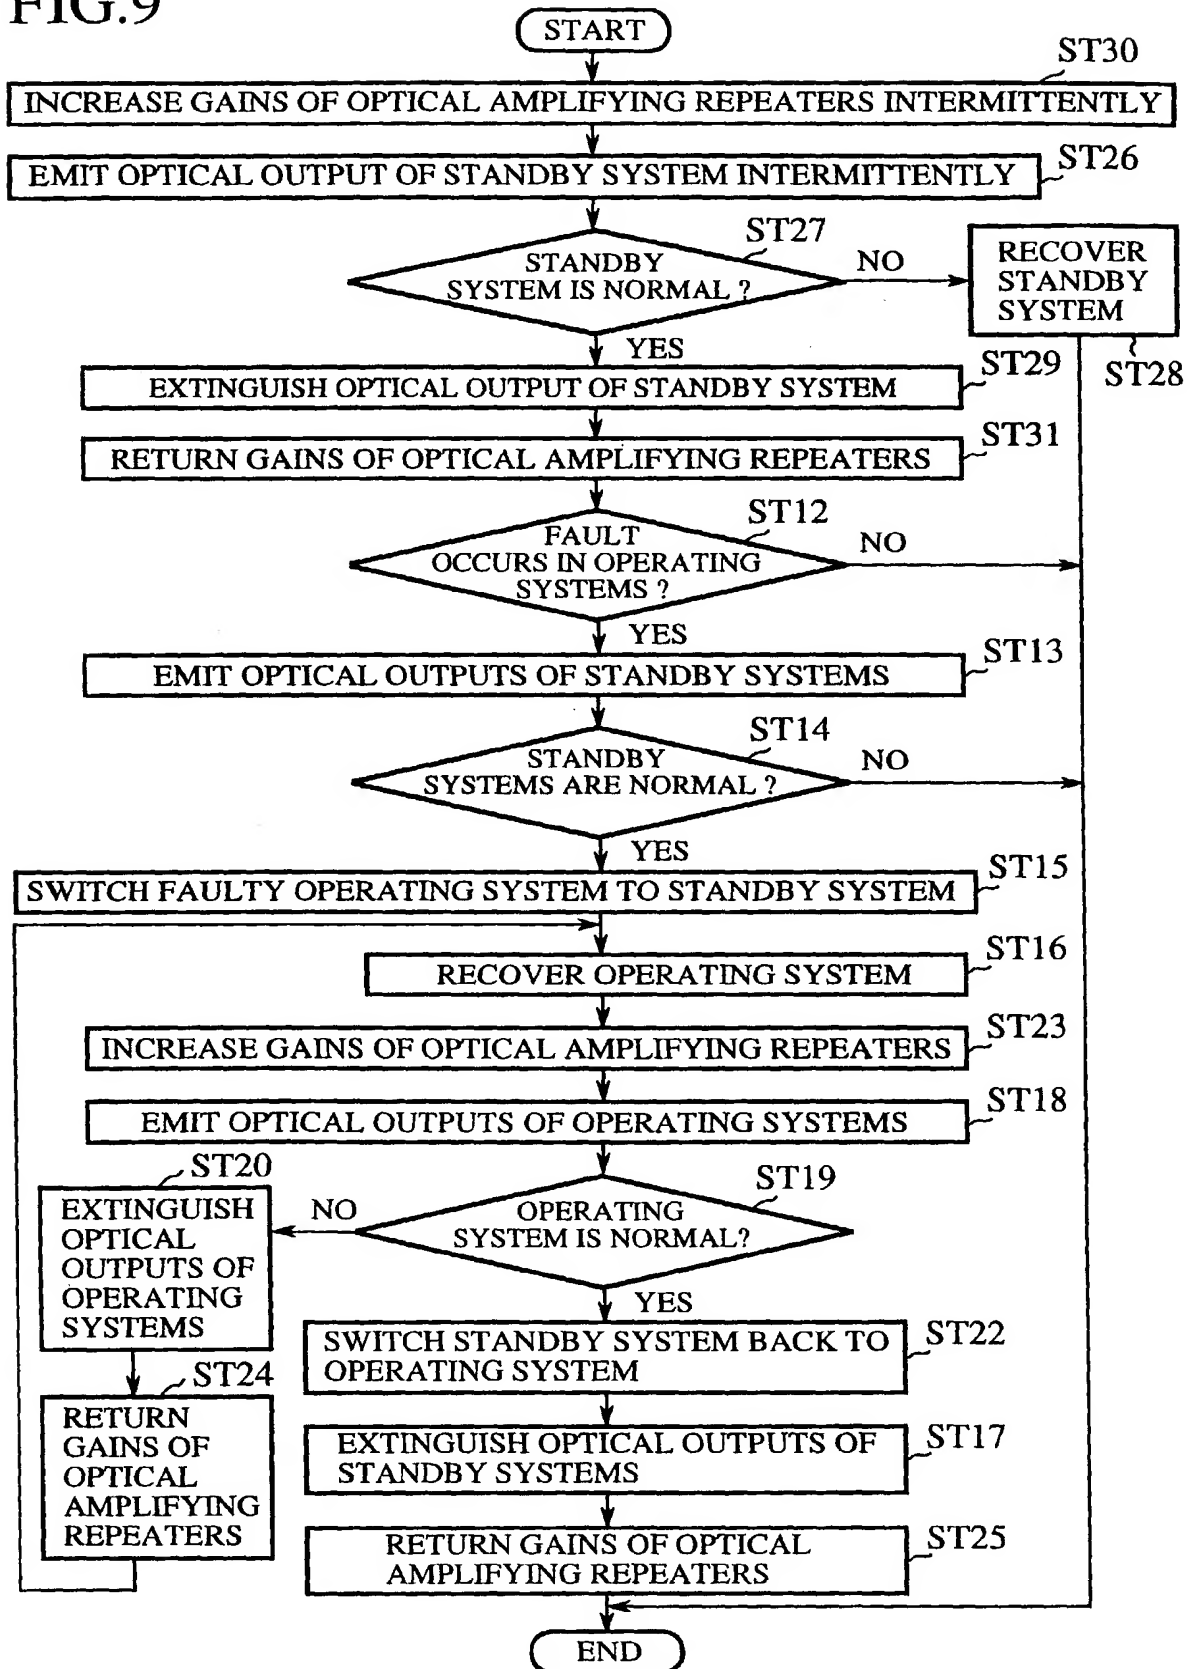 FIG.9
START
ST30
INCREASE GAINS OF OPTICAL AMPLIFYING REPEATERS INTERMITTENTLY
ST26
EMIT OPTICAL OUTPUT OF STANDBY SYSTEM INTERMITTENTLY
ST27
STANDBY
SYSTEM IS NORMAL ?
NO
RECOVER
STANDBY
SYSTEM
ST28
YES
ST29
EXTINGUISH OPTICAL OUTPUT OF STANDBY SYSTEM
ST31
RETURN GAINS OF OPTICAL AMPLIFYING REPEATERS
ST12
FAULT
OCCURS IN OPERATING
SYSTEMS ?
NO
YES
ST13
EMIT OPTICAL OUTPUTS OF STANDBY SYSTEMS
ST14
STANDBY
SYSTEMS ARE NORMAL ?
NO
YES
ST15
SWITCH FAULTY OPERATING SYSTEM TO STANDBY SYSTEM
ST16
RECOVER OPERATING SYSTEM
ST23
INCREASE GAINS OF OPTICAL AMPLIFYING REPEATERS
ST18
EMIT OPTICAL OUTPUTS OF OPERATING SYSTEMS
ST19
OPERATING
SYSTEM IS NORMAL?
NO
ST20
EXTINGUISH
OPTICAL
OUTPUTS OF
OPERATING
SYSTEMS
ST24
RETURN
GAINS OF
OPTICAL
AMPLIFYING
REPEATERS
YES
ST22
SWITCH STANDBY SYSTEM BACK TO
OPERATING SYSTEM
ST17
EXTINGUISH OPTICAL OUTPUTS OF
STANDBY SYSTEMS
ST25
RETURN GAINS OF OPTICAL
AMPLIFYING REPEATERS
END